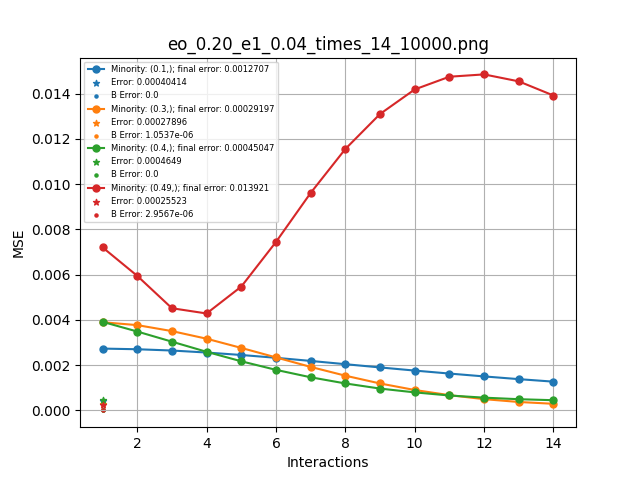 eo_0.20_e1_0.04_times_14_10000.png
Minority: (0.1,); final error: 0.0012707
Error: 0.00040414
B Error: 0.0
Minority: (0.3,); final error: 0.00029197
Error: 0.00027896
B Error: 1.0537e-06
Minority: (0.4,); final error: 0.00045047
Error: 0.0004649
B Error: 0.0
Minority: (0.49,); final error: 0.013921
Error: 0.00025523
B Error: 2.9567e-06
MSE
0.014
0.012
0.010
0.008
0.006
0.004
0.002
0.000
2 4 6 8 10 12 14
Interactions